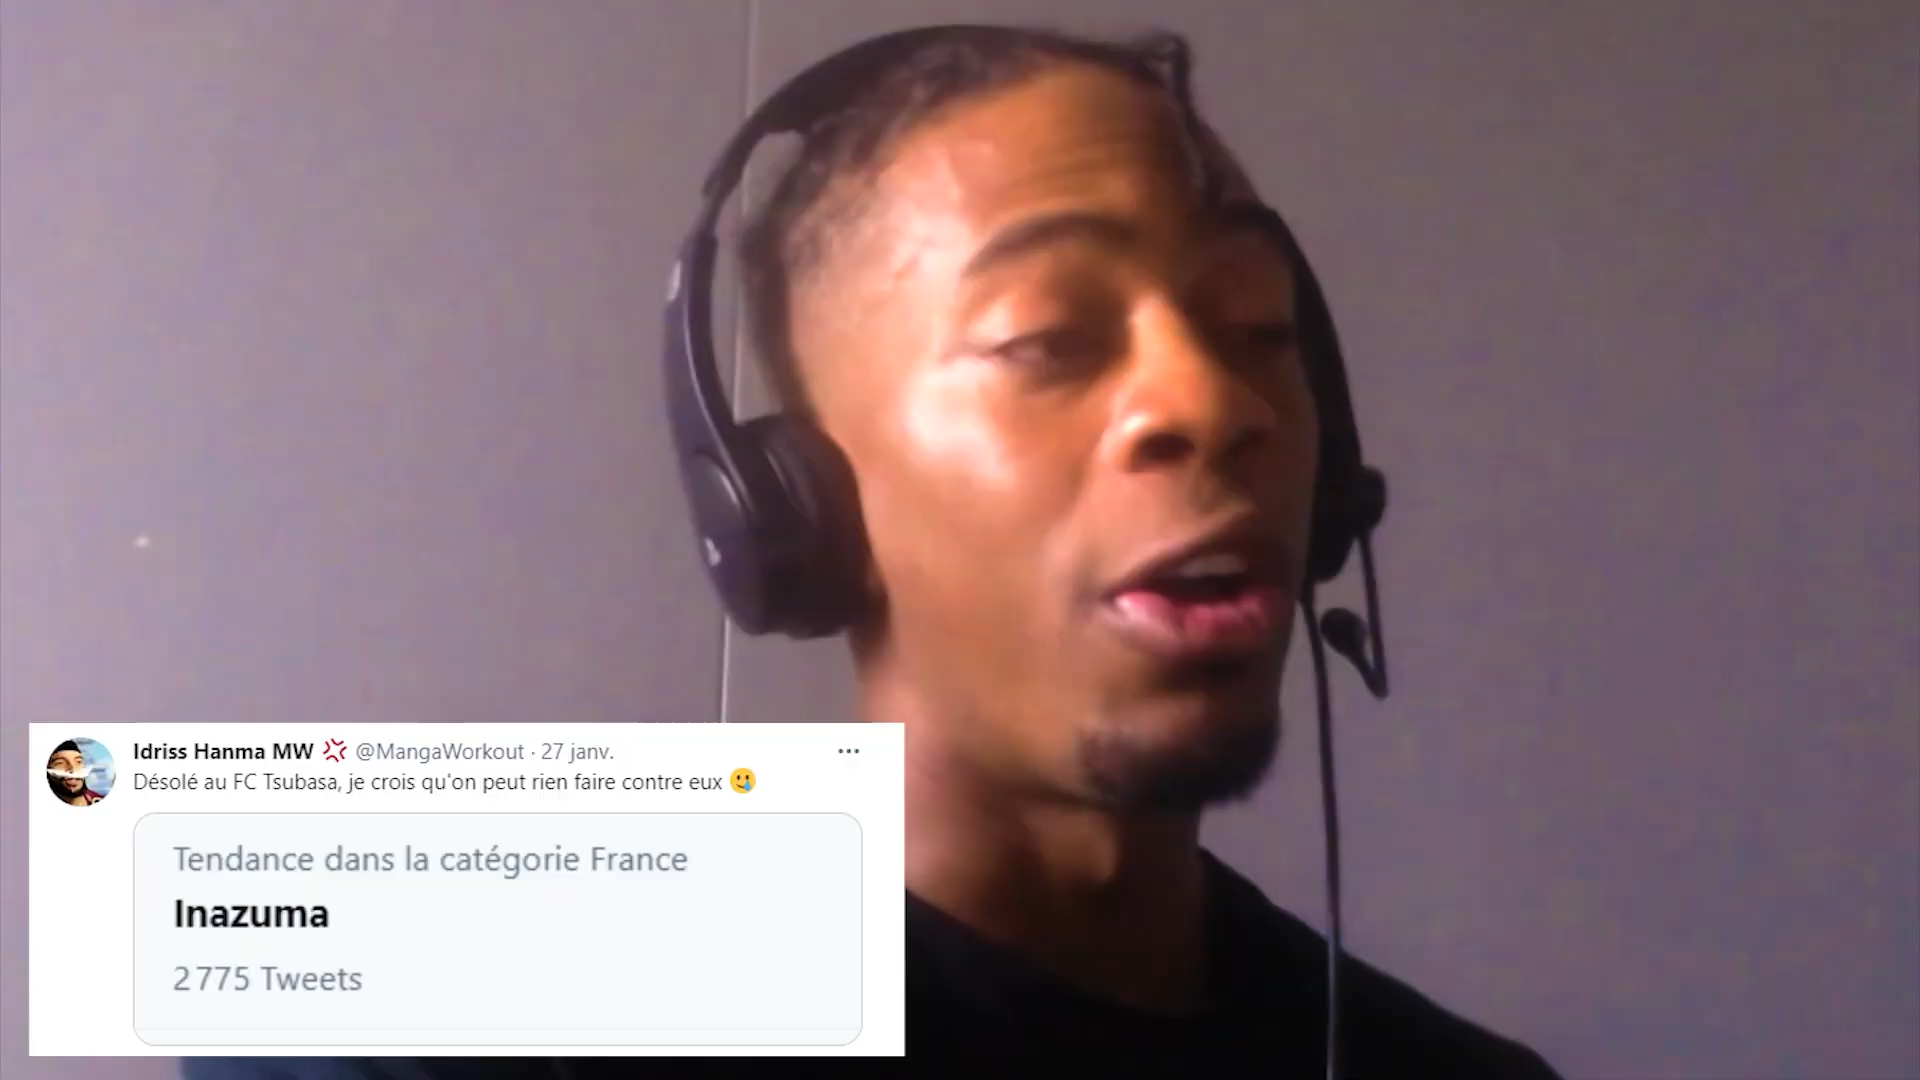 Idriss Hanma MW 💢 @MangaWorkout · 27 janv.
Désolé au FC Tsubasa, je crois qu'on peut rien faire contre eux 🥲
Tendance dans la catégorie France
Inazuma
2 775 Tweets